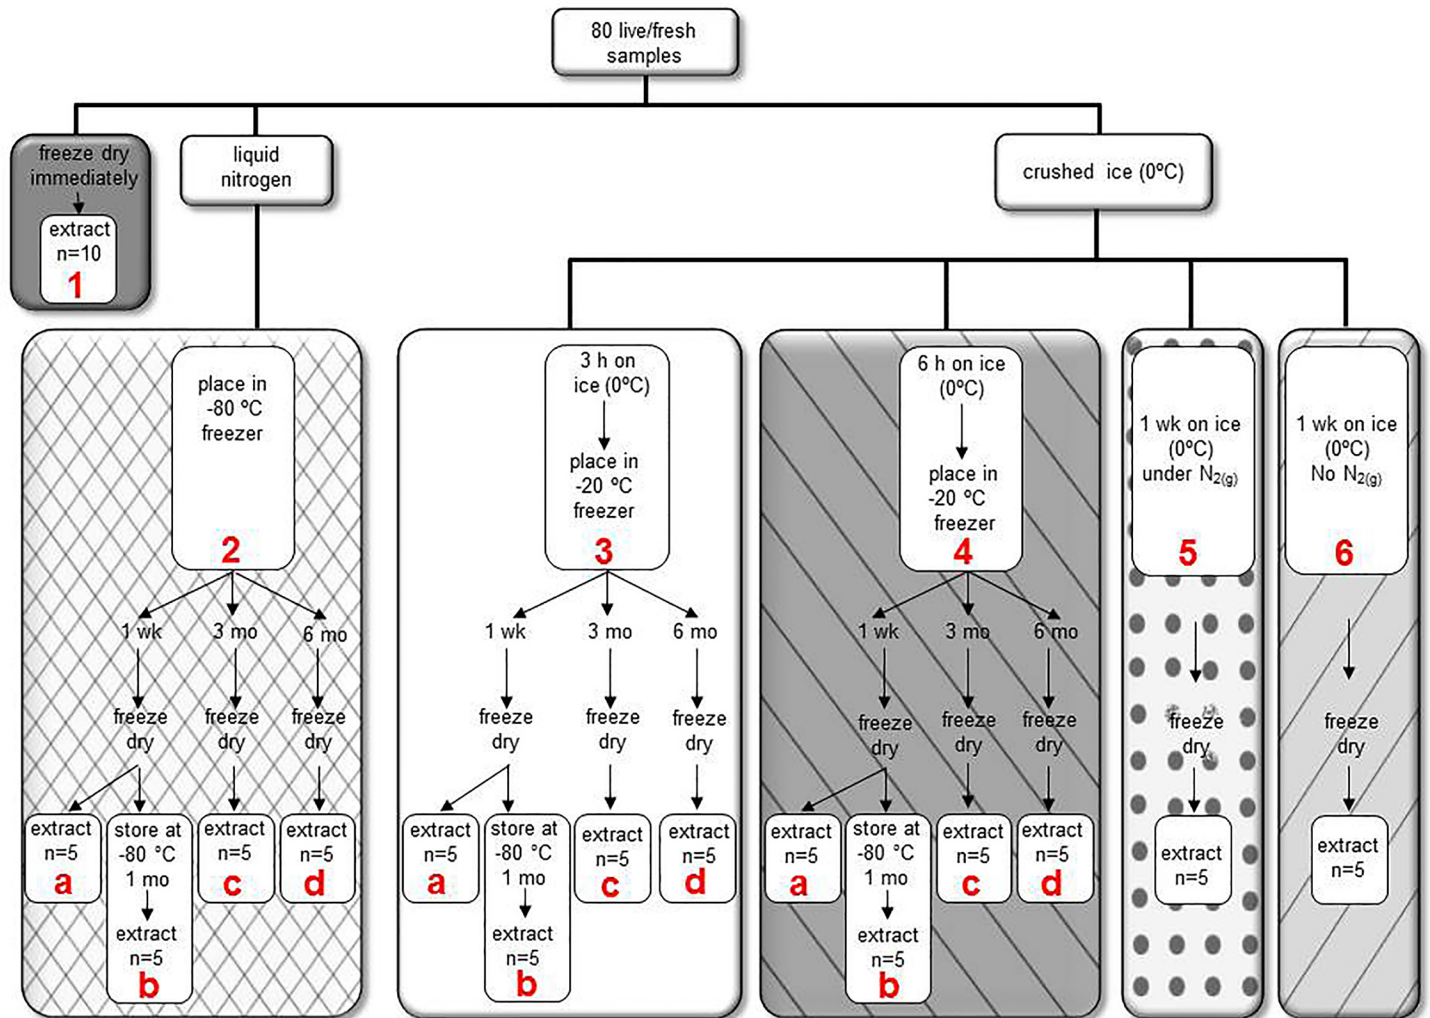 80 live/fresh
samples
freeze dry
immediately
extract
n=10
1
liquid
nitrogen
crushed ice (0ºC)
place in
-80 ºC
freezer
2
1 wk
3 mo
6 mo
freeze
dry
freeze
dry
freeze
dry
extract
n=5
a
store at
-80 °C
1 mo
extract
n=5
b
extract
n=5
c
extract
n=5
d
3 h on
ice (0ºC)
place in
-20 ºC
freezer
3
1 wk
3 mo
6 mo
freeze
dry
freeze
dry
freeze
dry
extract
n=5
a
store at
-80 °C
1 mo
extract
n=5
b
extract
n=5
c
extract
n=5
d
6 h on ice
(0ºC)
place in
-20 ºC
freezer
4
1 wk
3 mo
6 mo
freeze
dry
freeze
dry
freeze
dry
extract
n=5
a
store at
-80 °C
1 mo
extract
n=5
b
extract
n=5
c
extract
n=5
d
1 wk on ice
(0ºC)
under N2(g)
5
freeze
dry
extract
n=5
1 wk on ice
(0ºC)
No N2(g)
6
freeze
dry
extract
n=5